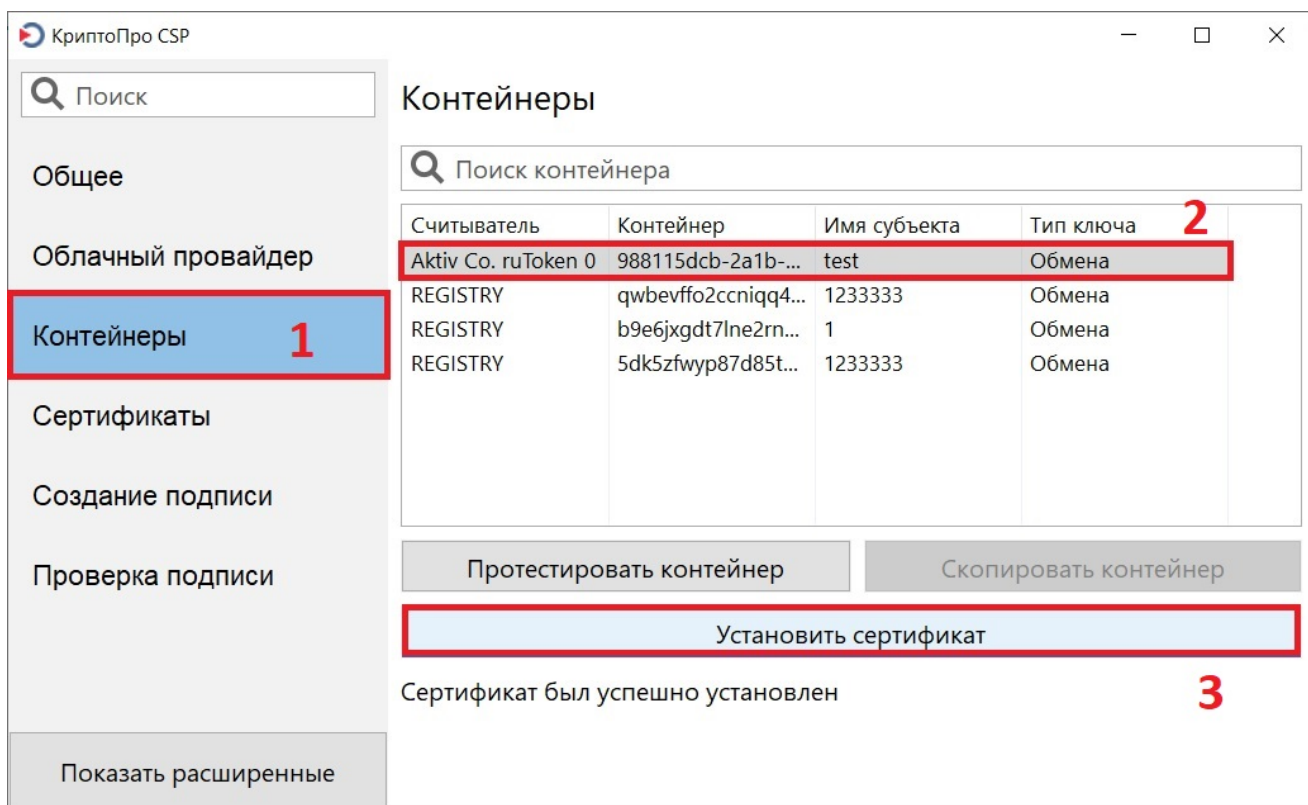 КриптоПро CSP
Поиск
Общее
Облачный провайдер
Контейнеры 1
Сертификаты
Создание подписи
Проверка подписи
Показать расширенные
Контейнеры
Поиск контейнера
Считыватель Контейнер Имя субъекта Тип ключа 2
Aktiv Co. ruToken 0 988115dcb-2a1b-... test Обмена
REGISTRY qwbevffo2ccniqq4... 1233333 Обмена
REGISTRY b9e6jxgdt7lne2rn... 1 Обмена
REGISTRY 5dk5zfwyp87d85t... 1233333 Обмена
Протестировать контейнер Скопировать контейнер
Установить сертификат
Сертификат был успешно установлен 3